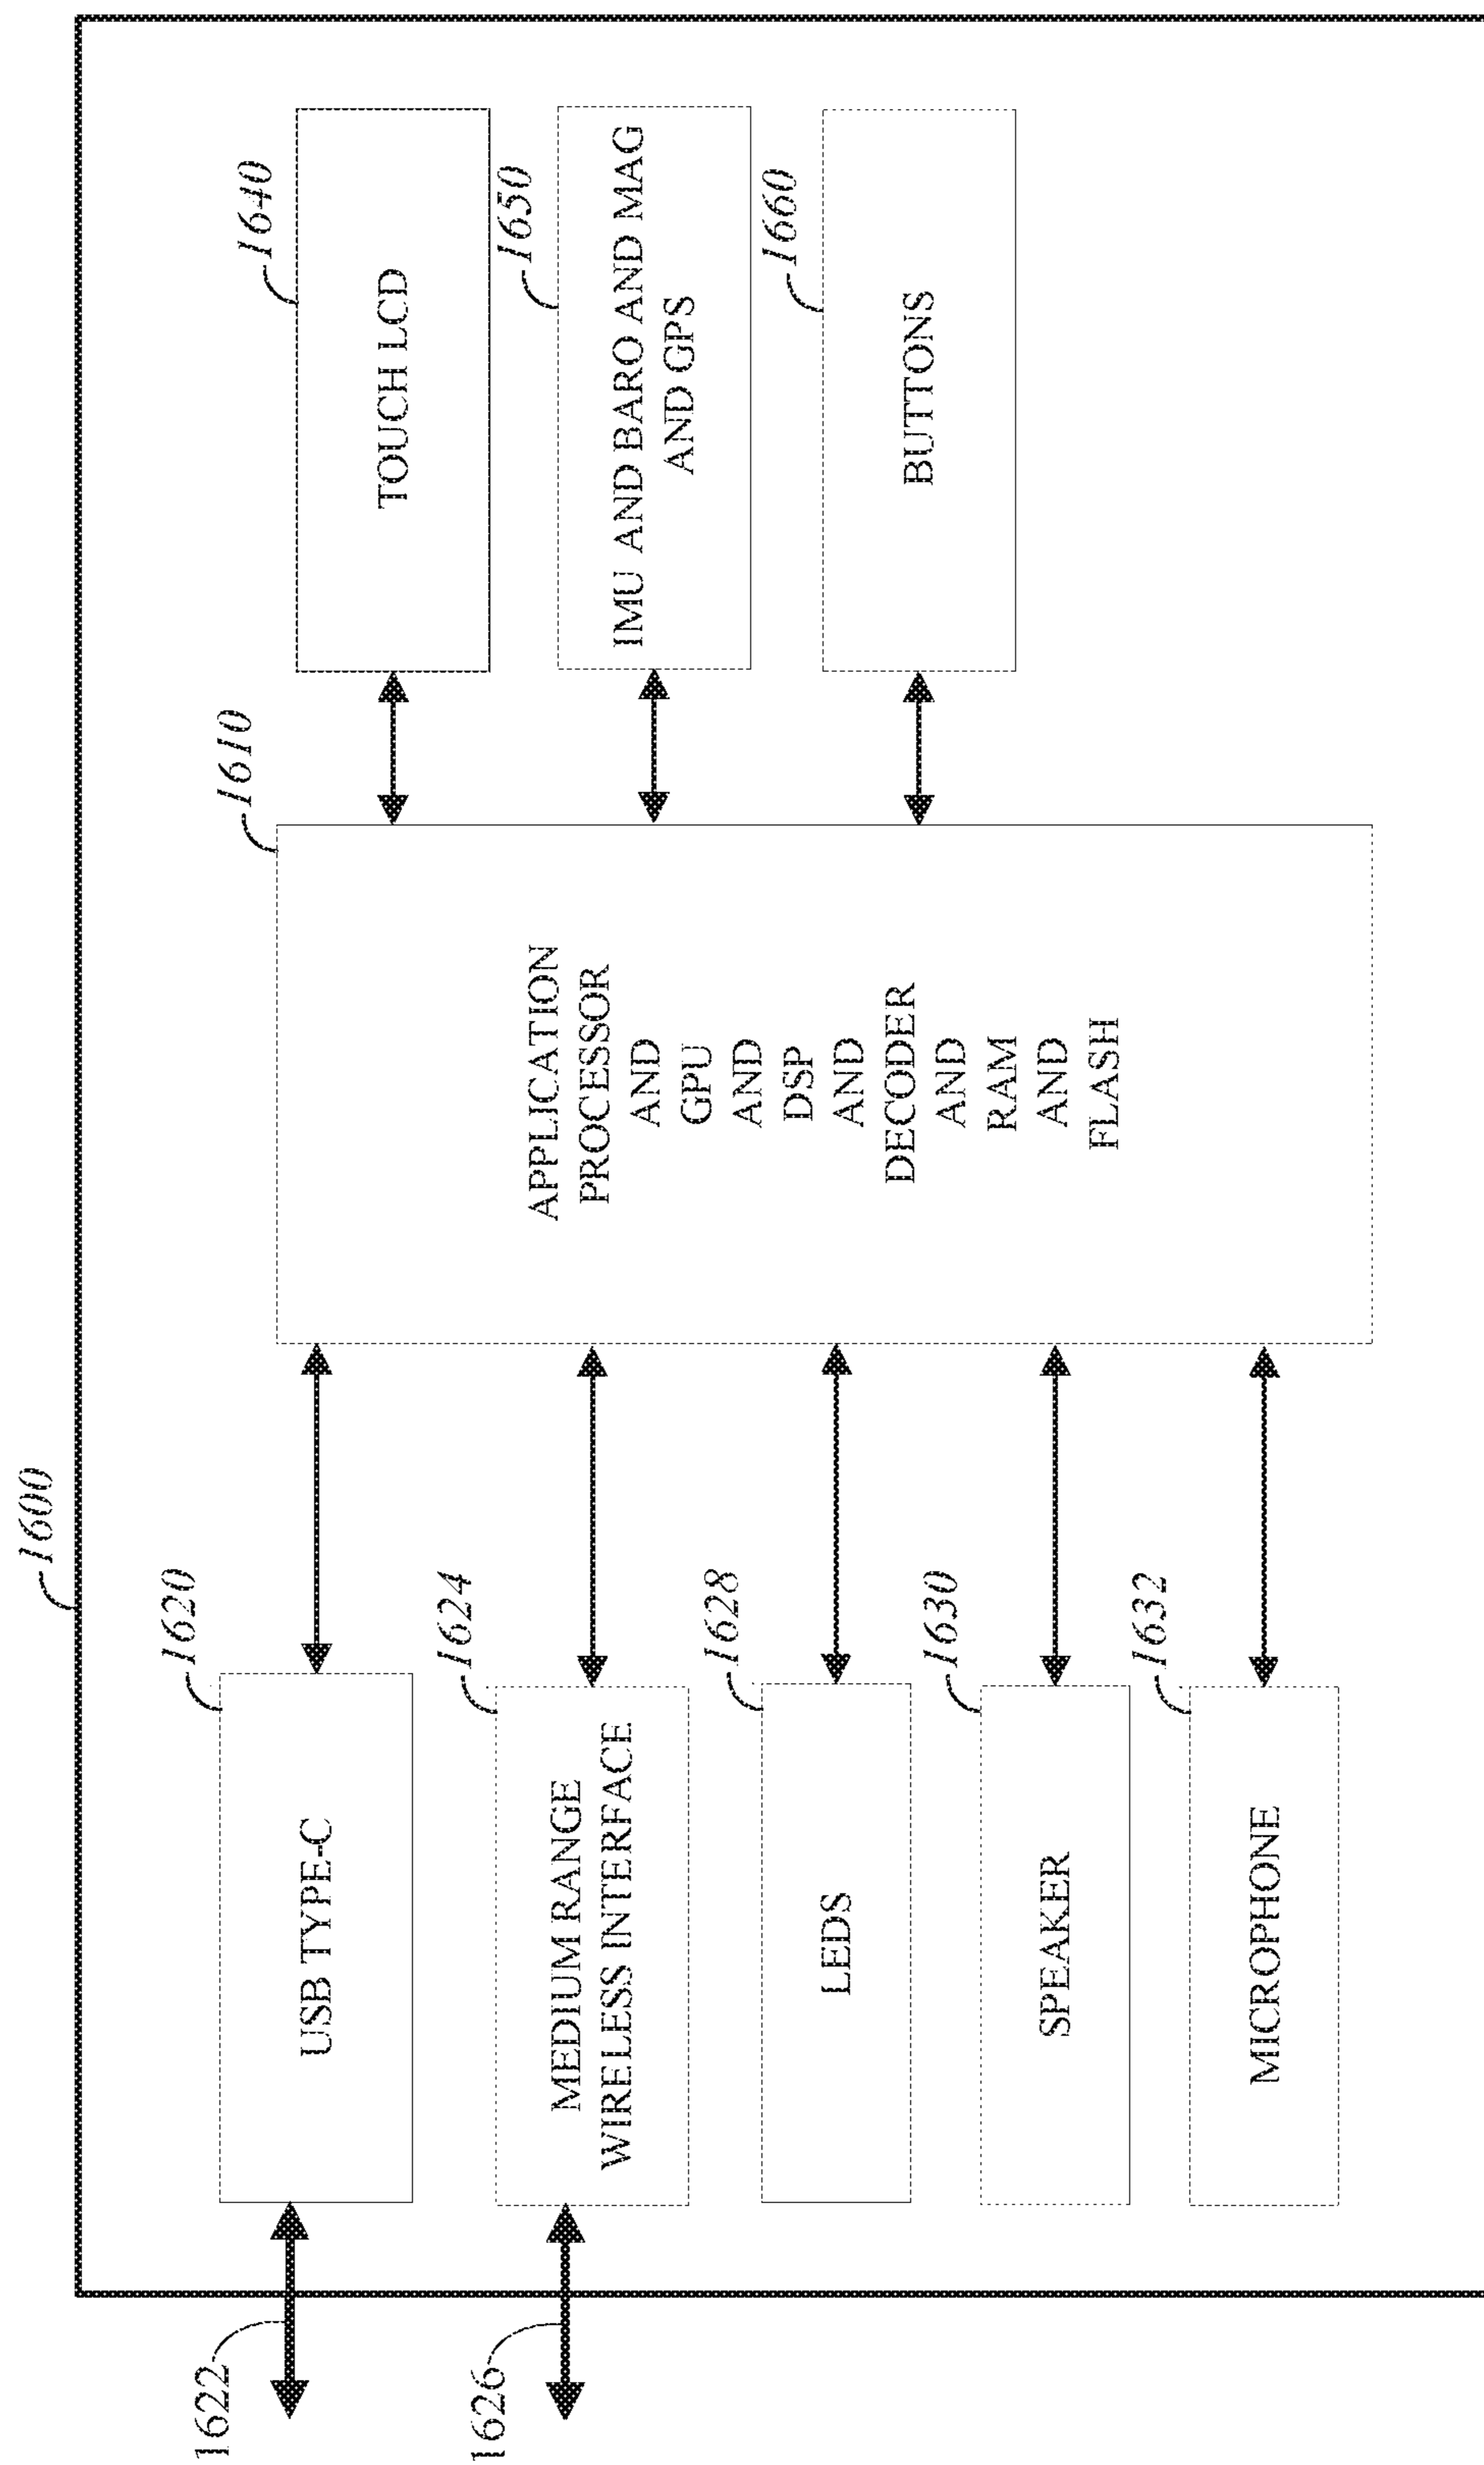 1600
1610
1620
USB TYPE-C
1622
1624
MEDIUM RANGE
WIRELESS INTERFACE
1626
1628
LEDS
1630
SPEAKER
1632
MICROPHONE
APPLICATION
PROCESSOR
AND
GPU
AND
DSP
AND
DECODER
AND
RAM
AND
FLASH
1640
TOUCH LCD
1650
IMU AND BARO AND MAG
AND GPS
1660
BUTTONS